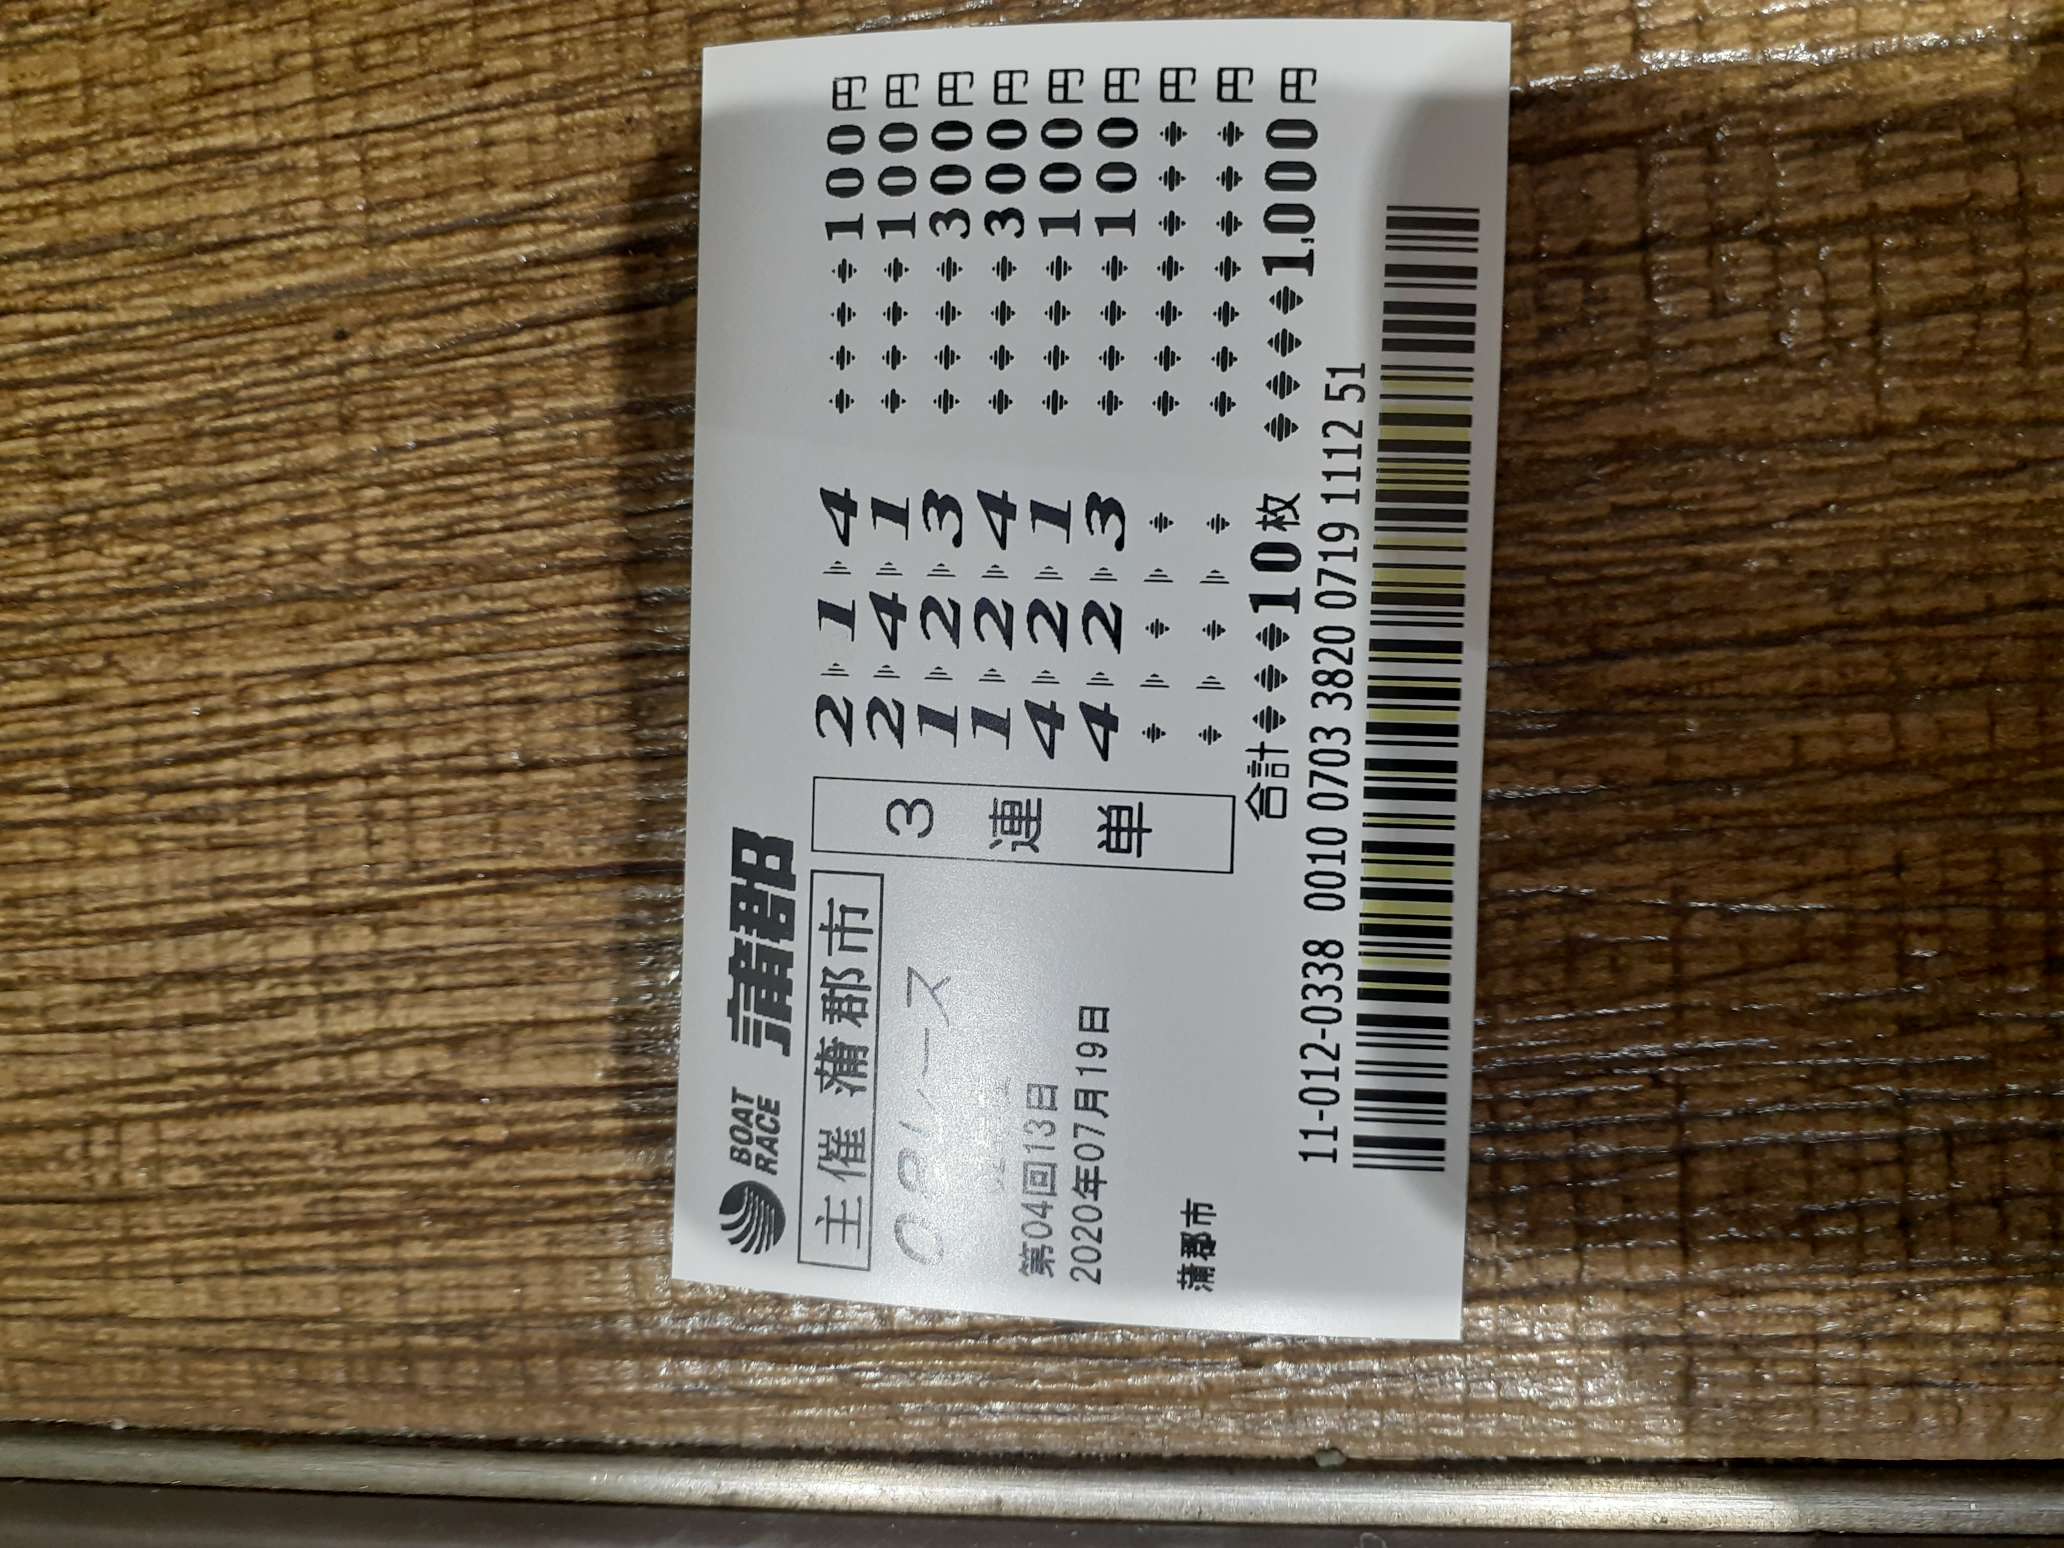 BOAT RACE 蒲郡
主催 蒲郡市
08レース
第04回13日
2020年07月19日
蒲郡市
3連単
2 1 4 100円
2 4 1 100円
1 2 3 300円
1 2 4 300円
4 2 1 100円
4 2 3 100円
円
円
合計 10枚 1,000円
11-012-0338 0010 0703 3820 0719 1112 51